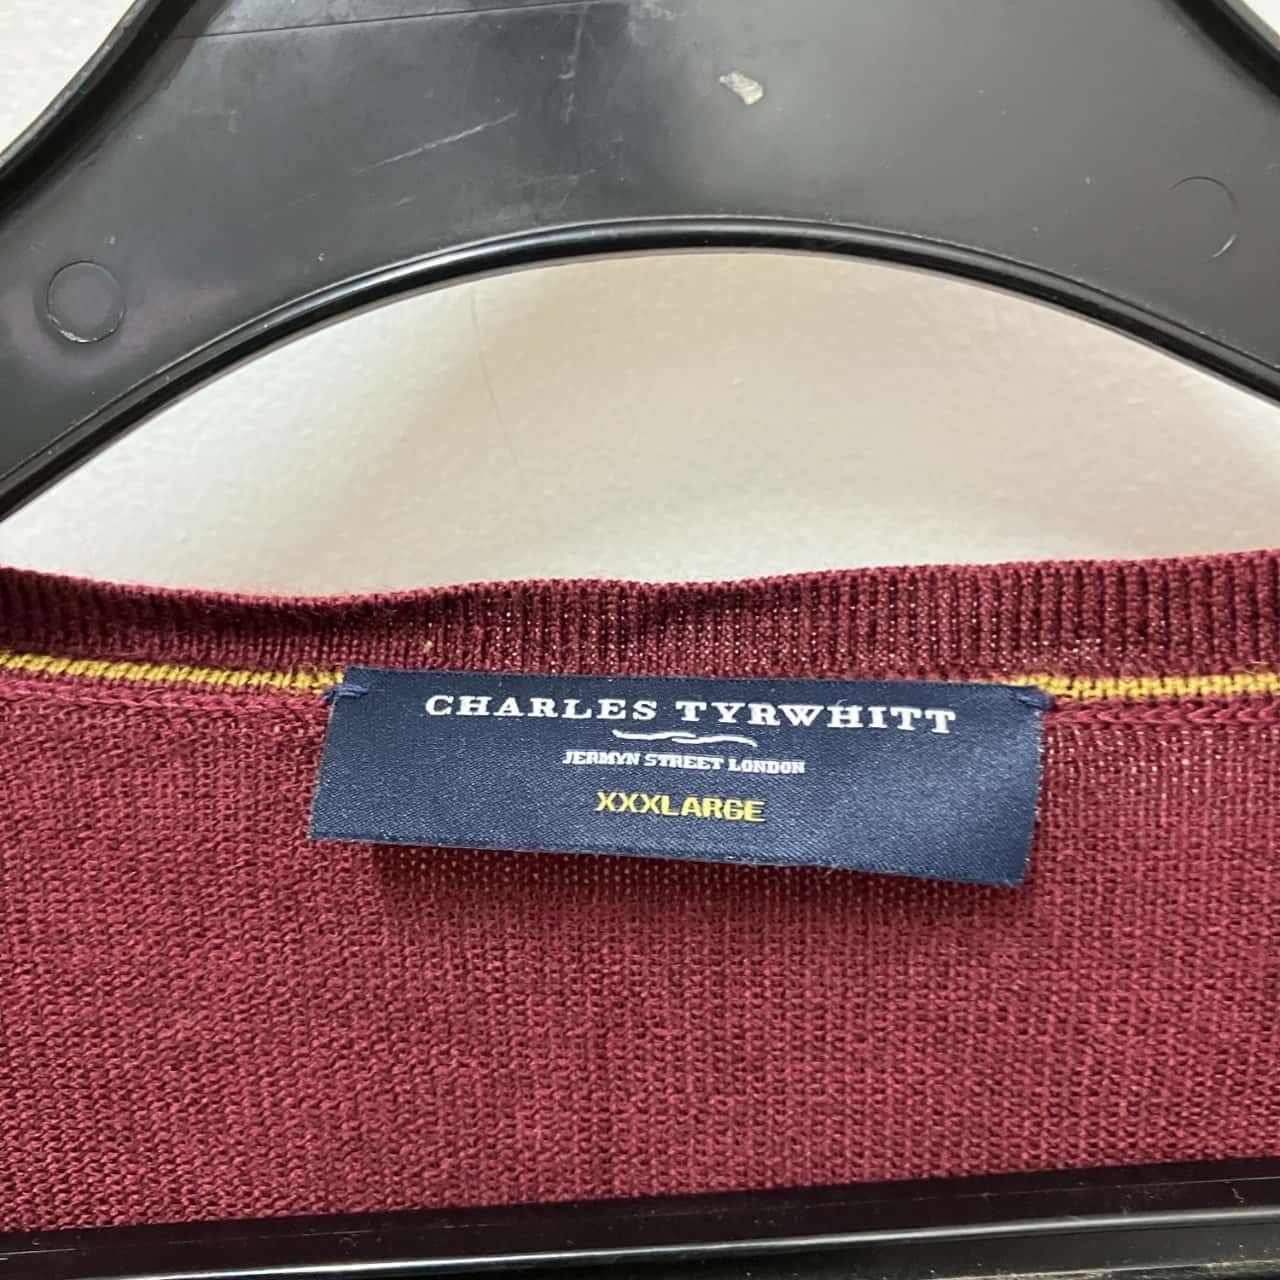 CHARLES TYRWHITT
JERMYN STREET LONDON
XXXLARGE